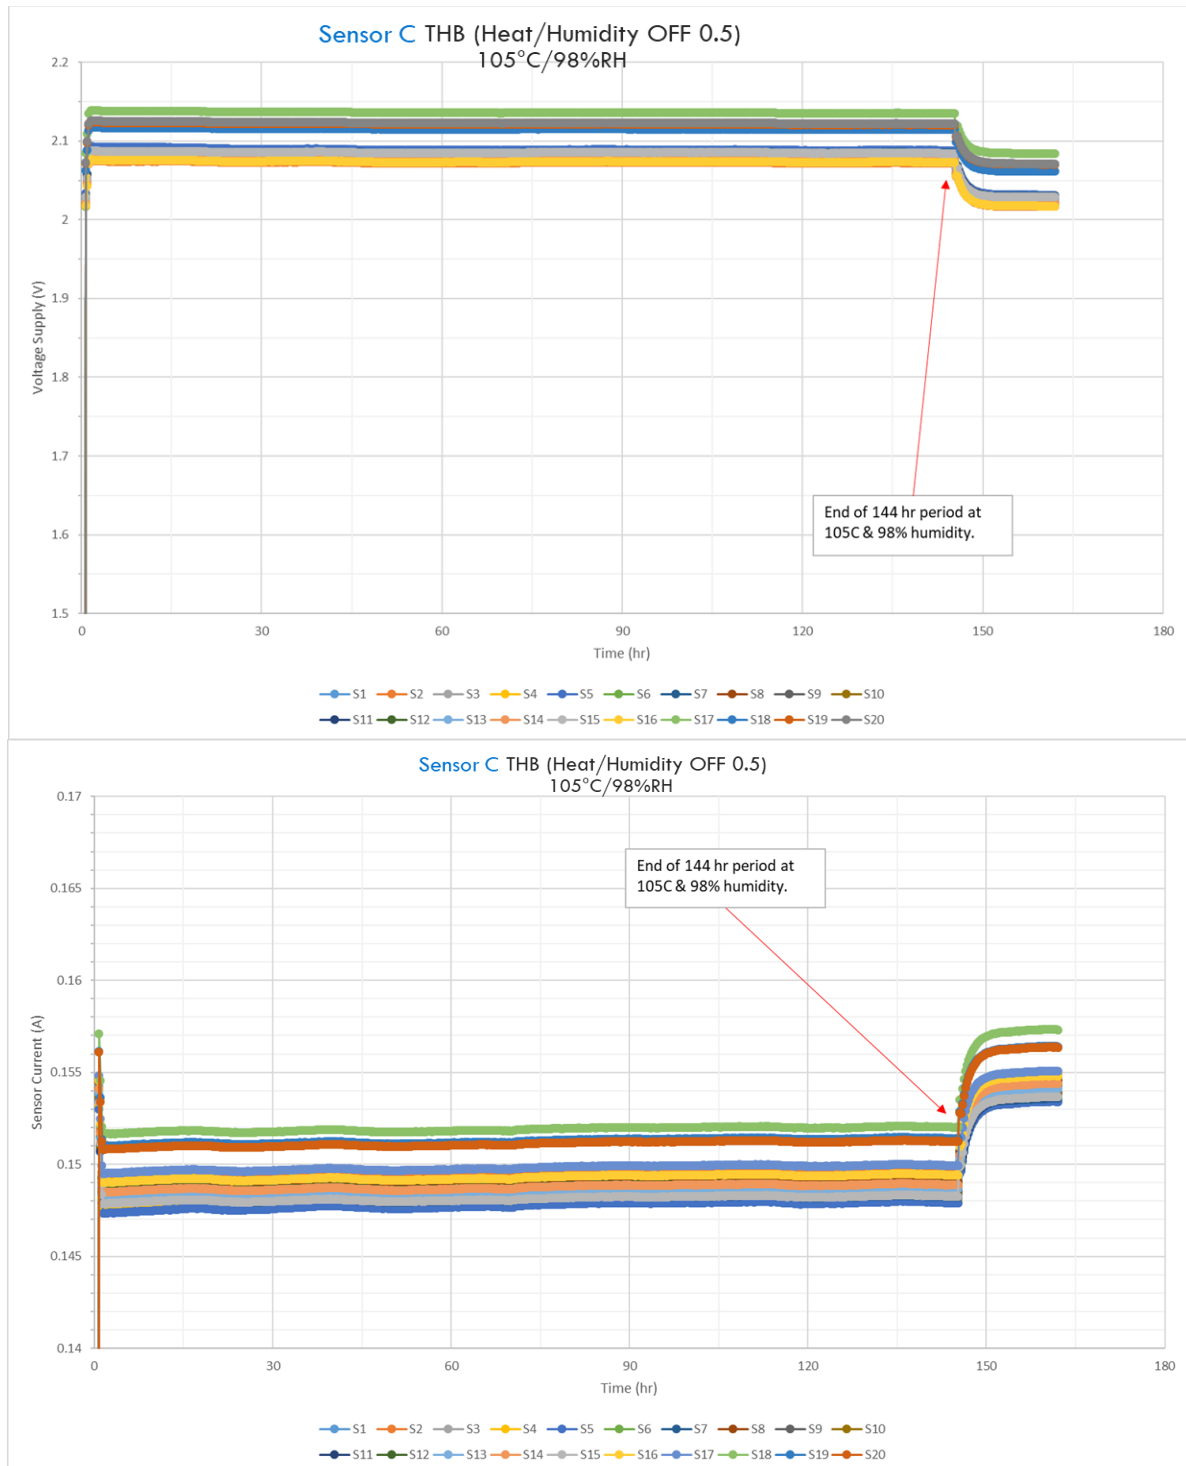 Sensor C THB (Heat/Humidity OFF 0.5)
105°C/98%RH
2.2
2.1
2
1.9
1.8
1.7
1.6
1.5
Voltage Supply (V)
End of 144 hr period at
105C & 98% humidity.
0 30 60 90 120 150 180
Time (hr)
S1 S2 S3 S4 S5 S6 S7 S8 S9 S10
S11 S12 S13 S14 S15 S16 S17 S18 S19 S20
Sensor C THB (Heat/Humidity OFF 0.5)
105°C/98%RH
0.17
0.165
0.16
0.155
0.15
0.145
0.14
Sensor Current (A)
End of 144 hr period at
105C & 98% humidity.
0 30 60 90 120 150 180
Time (hr)
S1 S2 S3 S4 S5 S6 S7 S8 S9 S10
S11 S12 S13 S14 S15 S16 S17 S18 S19 S20